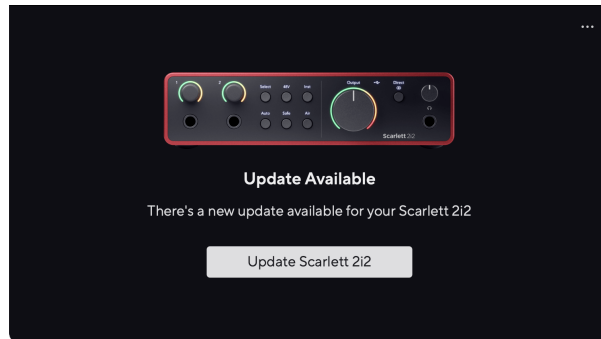 ...
1
2
Select 48V Inst
Output
Direct
Auto Safe Air
Scarlett 2i2
Update Available
There's a new update available for your Scarlett 2i2
Update Scarlett 2i2